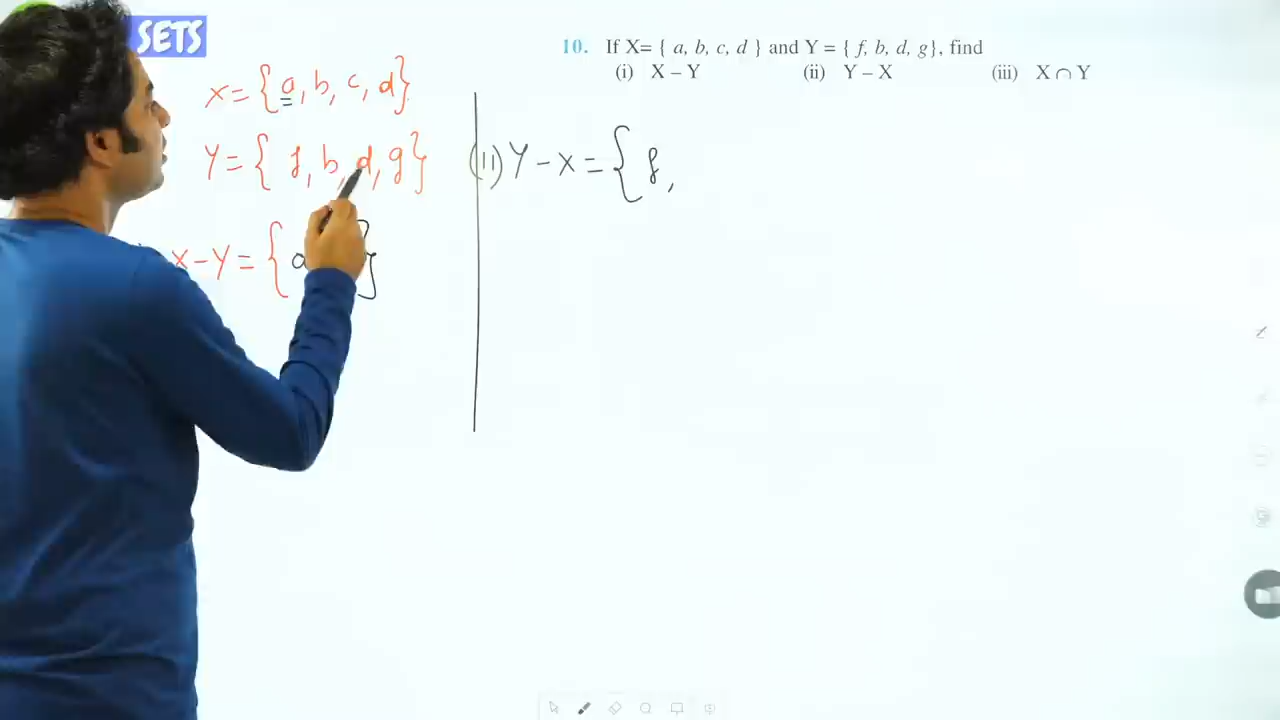 SETS
10. If X= { a, b, c, d } and Y = { f, b, d, g}, find
(i) X – Y (ii) Y – X (iii) X ∩ Y
X = {a, b, c, d}
Y = { f, b, d, g}
(ii) Y – X = { f,
X – Y = { a }